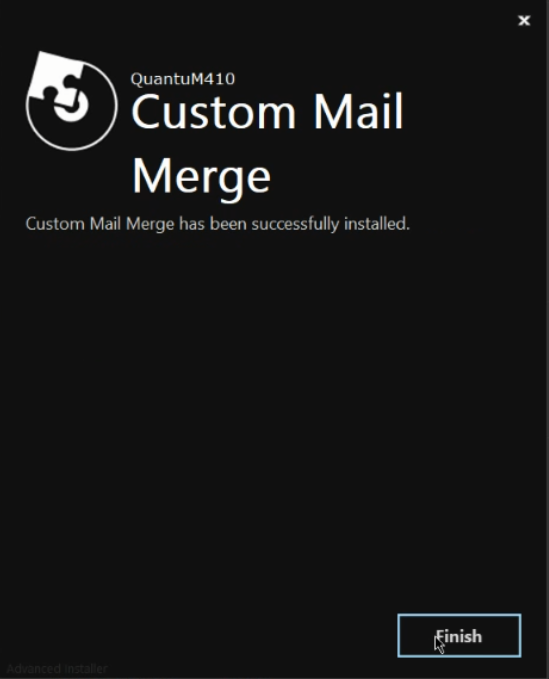 QuantuM410
Custom Mail
Merge
Custom Mail Merge has been successfully installed.
Finish
Advanced Installer